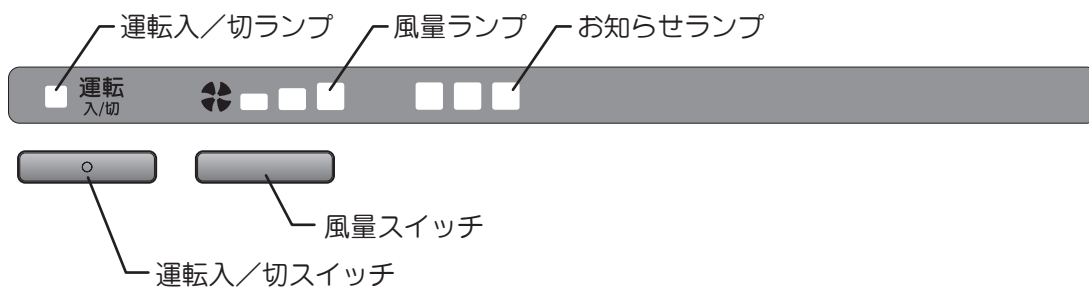 運転入／切ランプ
風量ランプ
お知らせランプ
運転
入/切
風量スイッチ
運転入／切スイッチ